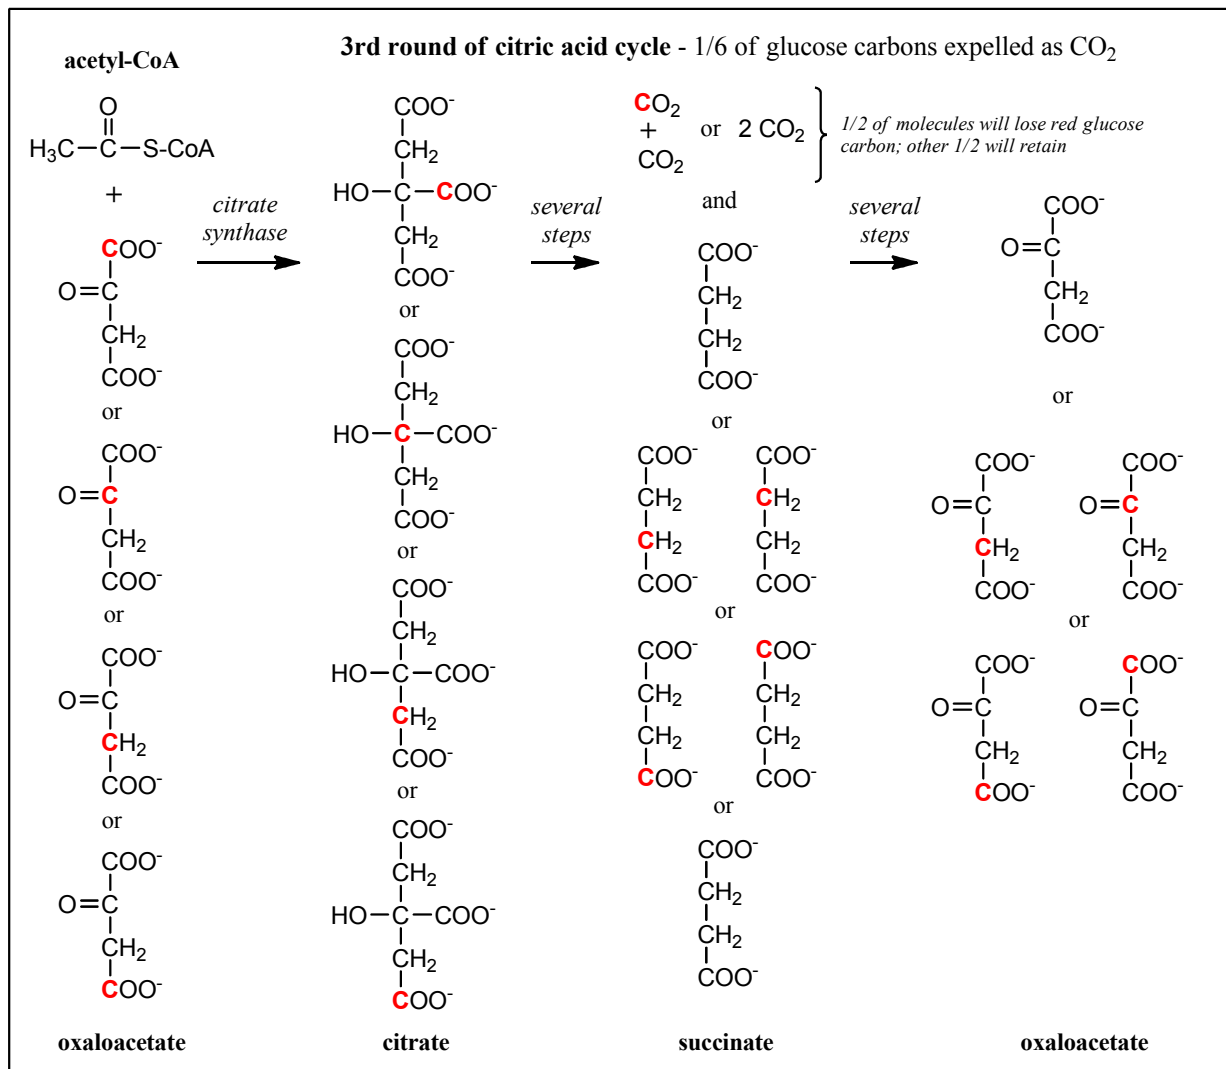 3rd round of citric acid cycle - 1/6 of glucose carbons expelled as CO₂
acetyl-CoA
O
H₃C C S-CoA
+
COO⁻
O=C
CH₂
COO⁻
or
COO⁻
O=C
CH₂
COO⁻
or
COO⁻
O=C
CH₂
COO⁻
or
COO⁻
O=C
CH₂
COO⁻
oxaloacetate
citrate
synthase
COO⁻
CH₂
HO C COO⁻
CH₂
COO⁻
or
COO⁻
CH₂
HO C COO⁻
CH₂
COO⁻
or
COO⁻
CH₂
HO C COO⁻
CH₂
COO⁻
or
COO⁻
CH₂
HO C COO⁻
CH₂
COO⁻
citrate
several
steps
CO₂
+ or 2 CO₂
CO₂
1/2 of molecules will lose red glucose
carbon; other 1/2 will retain
and
COO⁻
CH₂
CH₂
COO⁻
or
COO⁻ COO⁻
CH₂ CH₂
CH₂ CH₂
COO⁻ COO⁻
or
COO⁻ COO⁻
CH₂ CH₂
CH₂ CH₂
COO⁻ COO⁻
or
COO⁻
CH₂
CH₂
COO⁻
succinate
several
steps
COO⁻
O=C
CH₂
COO⁻
or
COO⁻ COO⁻
O=C O=C
CH₂ CH₂
COO⁻ COO⁻
or
COO⁻ COO⁻
O=C O=C
CH₂ CH₂
COO⁻ COO⁻
oxaloacetate